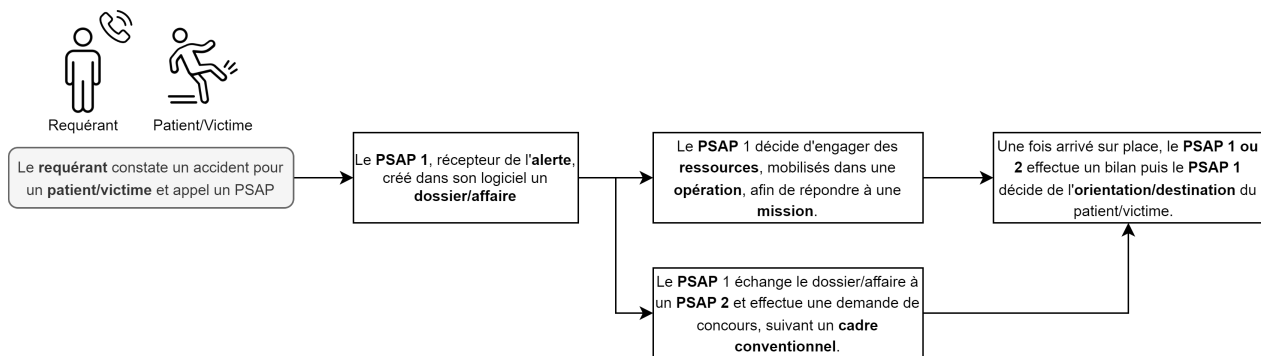 Requérant
Patient/Victime
Le requérant constate un accident pour
un patient/victime et appel un PSAP
Le PSAP 1, récepteur de l'alerte,
créé dans son logiciel un
dossier/affaire
Le PSAP 1 décide d'engager des
ressources, mobilisés dans une
opération, afin de répondre à une
mission.
Une fois arrivé sur place, le PSAP 1 ou
2 effectue un bilan puis le PSAP 1
décide de l'orientation/destination du
patient/victime.
Le PSAP 1 échange le dossier/affaire à
un PSAP 2 et effectue une demande de
concours, suivant un cadre
conventionnel.